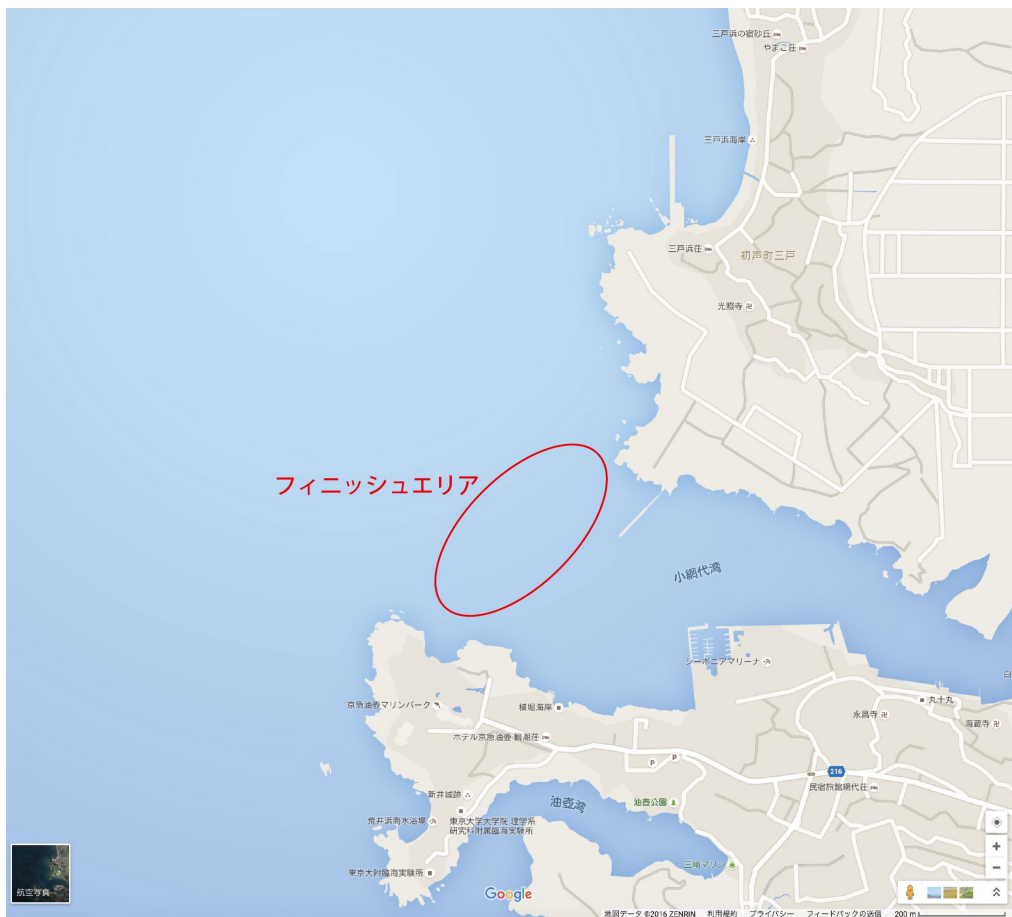 三戸浜の宿砂丘
やまこ荘
三戸浜海岸
三戸浜荘
初声町三戸
光照寺
フィニッシュエリア
小網代湾
シーボニアマリーナ
白
京急油壺マリンパーク
横堀海岸
丸十丸
永昌寺
海蔵寺
ホテル京急油壺 観潮荘
P
P
216
民宿旅館網代荘
新井城跡
油壺湾
油壺公園
荒井浜海水浴場
東京大学大学院 理学系
研究科附属臨海実験所
三崎マリン
東京大附臨海実験所
航空写真
Google
地図データ ©2016 ZENRIN 利用規約 プライバシー フィードバックの送信 200 m